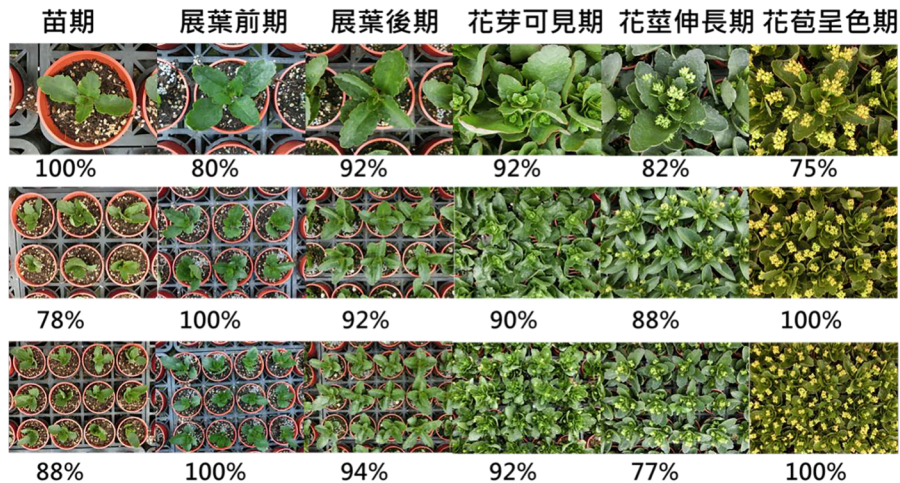 苗期 展葉前期 展葉後期 花芽可見期 花莖伸長期 花苞呈色期
100% 80% 92% 92% 82% 75%
78% 100% 92% 90% 88% 100%
88% 100% 94% 92% 77% 100%